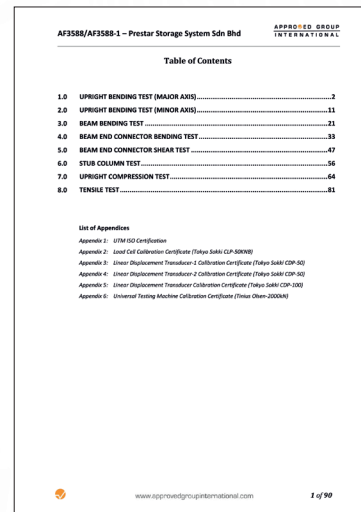 AF3588/AF3588-1 – Prestar Storage System Sdn Bhd
APPROVED GROUP
INTERNATIONAL
Table of Contents
1.0 UPRIGHT BENDING TEST (MAJOR AXIS)...............................................................2
2.0 UPRIGHT BENDING TEST (MINOR AXIS)..............................................................11
3.0 BEAM BENDING TEST .......................................................................................21
4.0 BEAM END CONNECTOR BENDING TEST.............................................................33
5.0 BEAM END CONNECTOR SHEAR TEST .................................................................47
6.0 STUB COLUMN TEST.........................................................................................56
7.0 UPRIGHT COMPRESSION TEST...........................................................................64
8.0 TENSILE TEST...................................................................................................81
List of Appendices
Appendix 1: UTM ISO Certification
Appendix 2: Load Cell Calibration Certificate (Tokyo Sokki CLP-50KNB)
Appendix 3: Linear Displacement Transducer-1 Calibration Certificate (Tokyo Sokki CDP-50)
Appendix 4: Linear Displacement Transducer-2 Calibration Certificate (Tokyo Sokki CDP-50)
Appendix 5: Linear Displacement Transducer Calibration Certificate (Tokyo Sokki CDP-100)
Appendix 6: Universal Testing Machine Calibration Certificate (Tinius Olsen-2000kN)
www.approvedgroupinternational.com
1 of 90